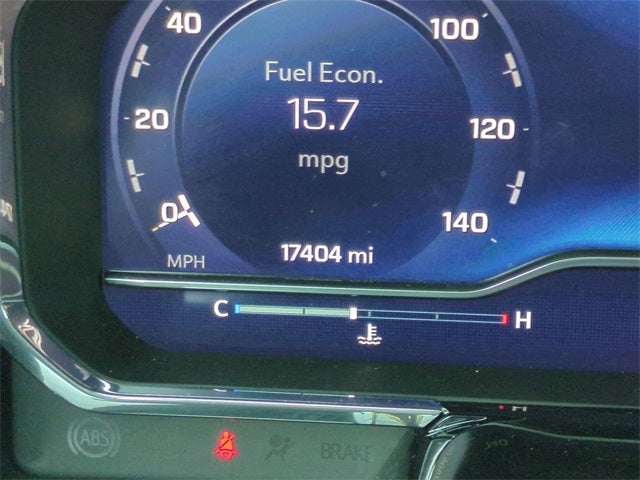 40
100
Fuel Econ.
15.7
20
120
mpg
0
140
17404 mi
MPH
C
H
H
ABS
BRAKE